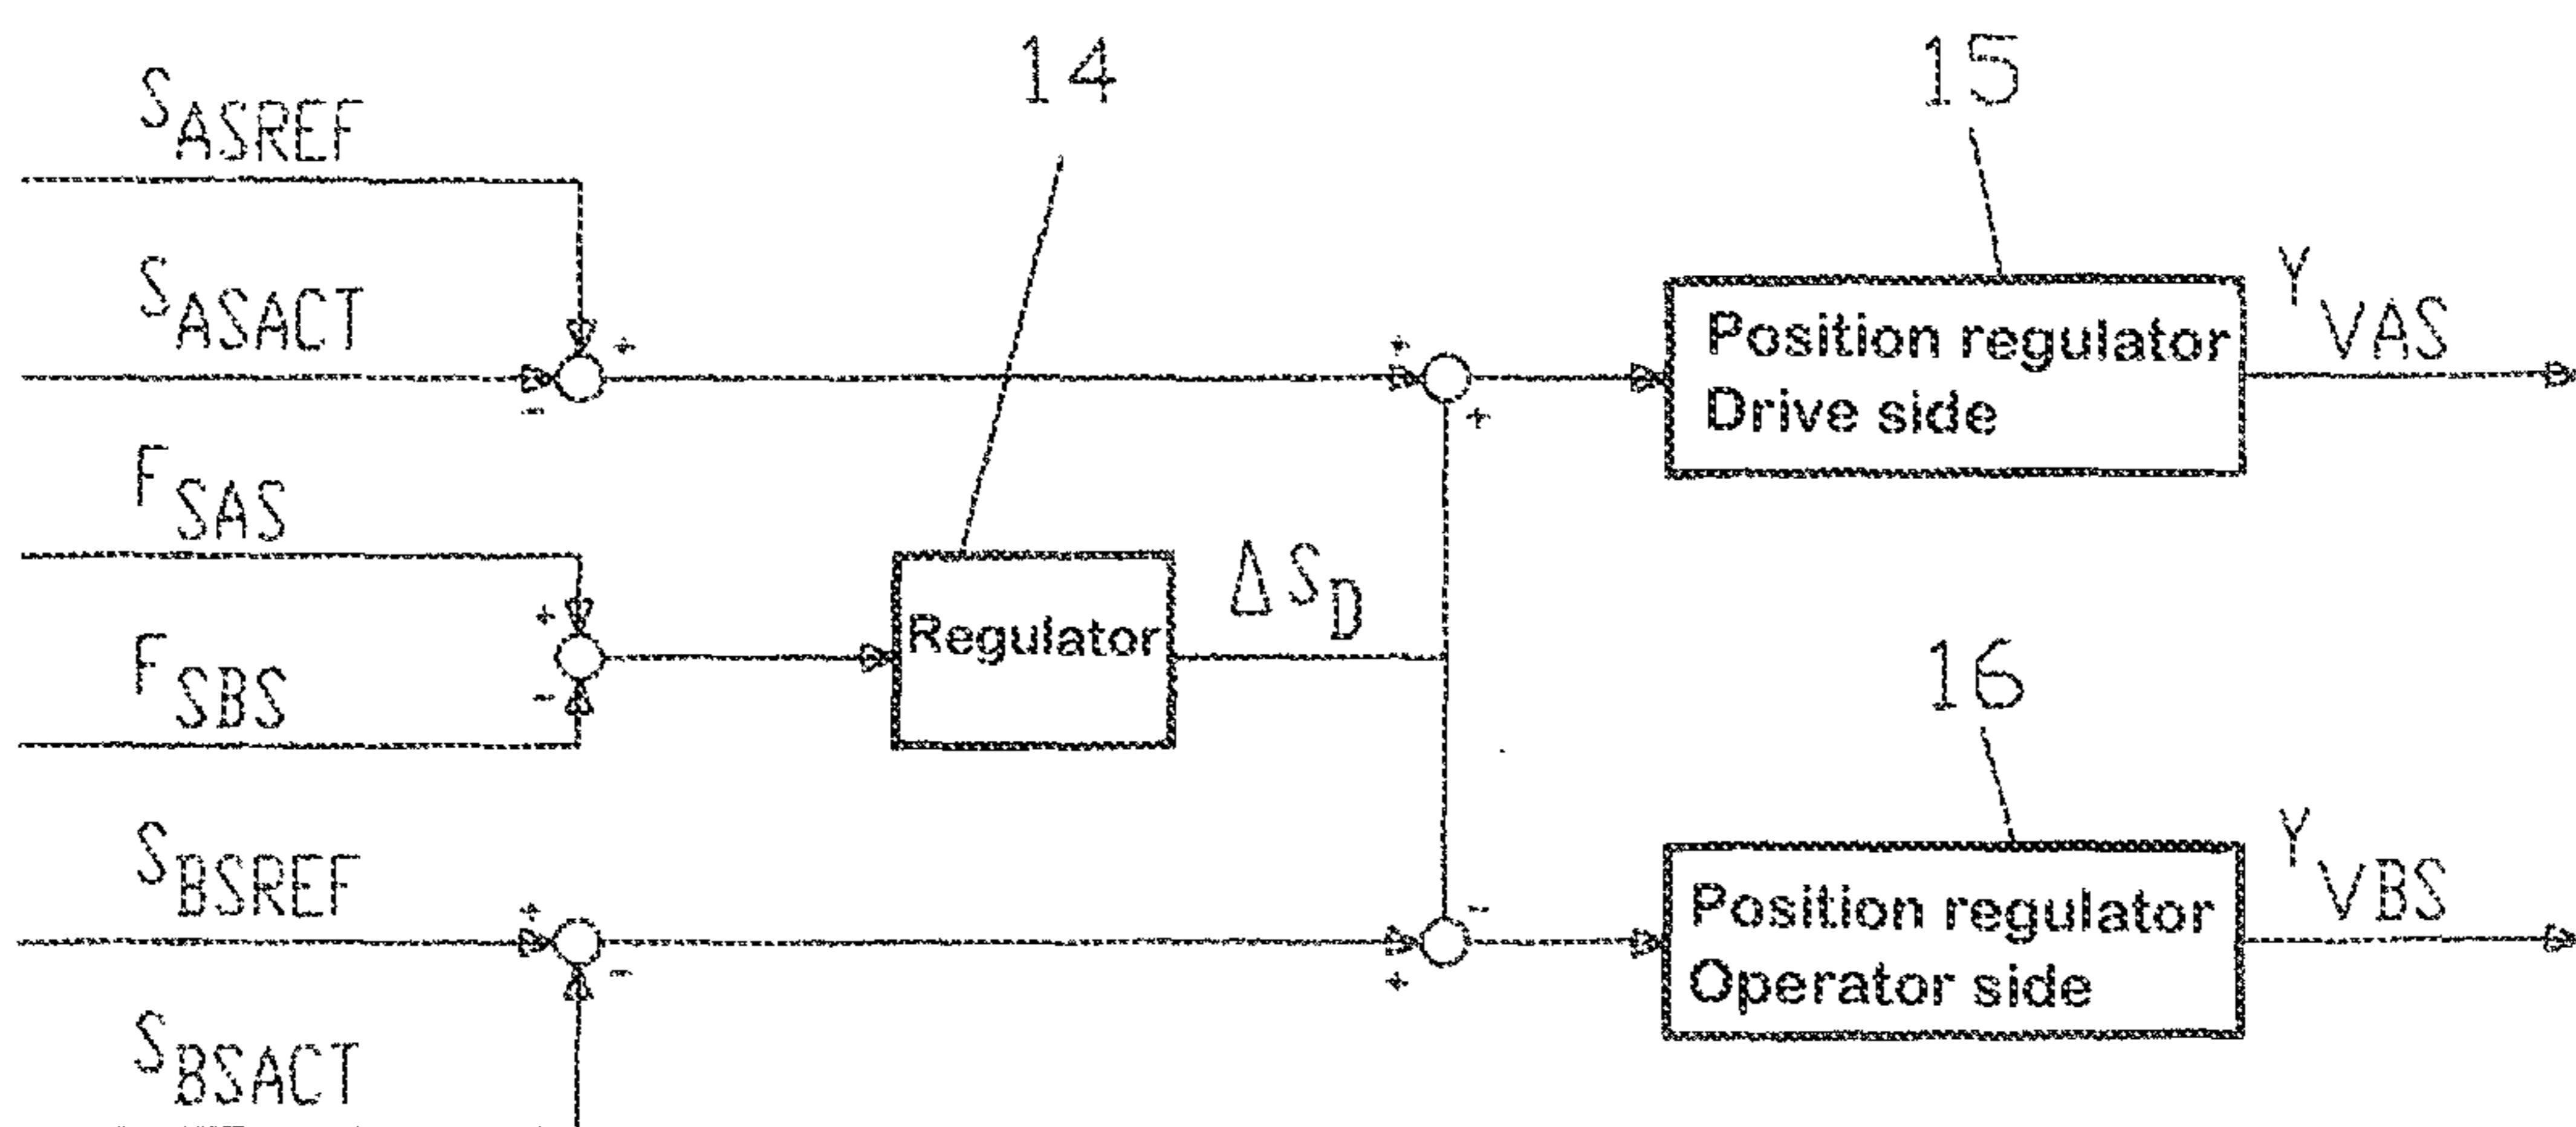 14
15
S_ASREF
S_ASACT
+
-
+
+
Position regulator
Drive side
Y_VAS
F_SAS
+
F_SBS
-
Regulator
ΔS_D
16
S_BSREF
+
-
S_BSACT
-
+
Position regulator
Operator side
Y_VBS